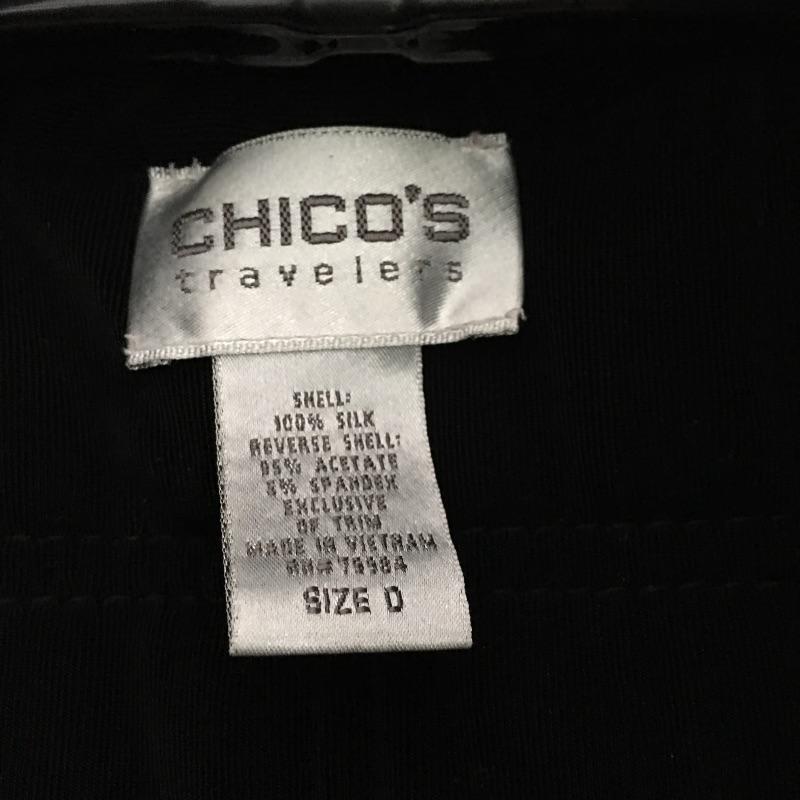 CHICO'S
travelers
SHELL:
100% SILK
REVERSE SHELL:
95% ACETATE
5% SPANDEX
EXCLUSIVE
OF TRIM
MADE IN VIETNAM
RN# 79984
SIZE 0